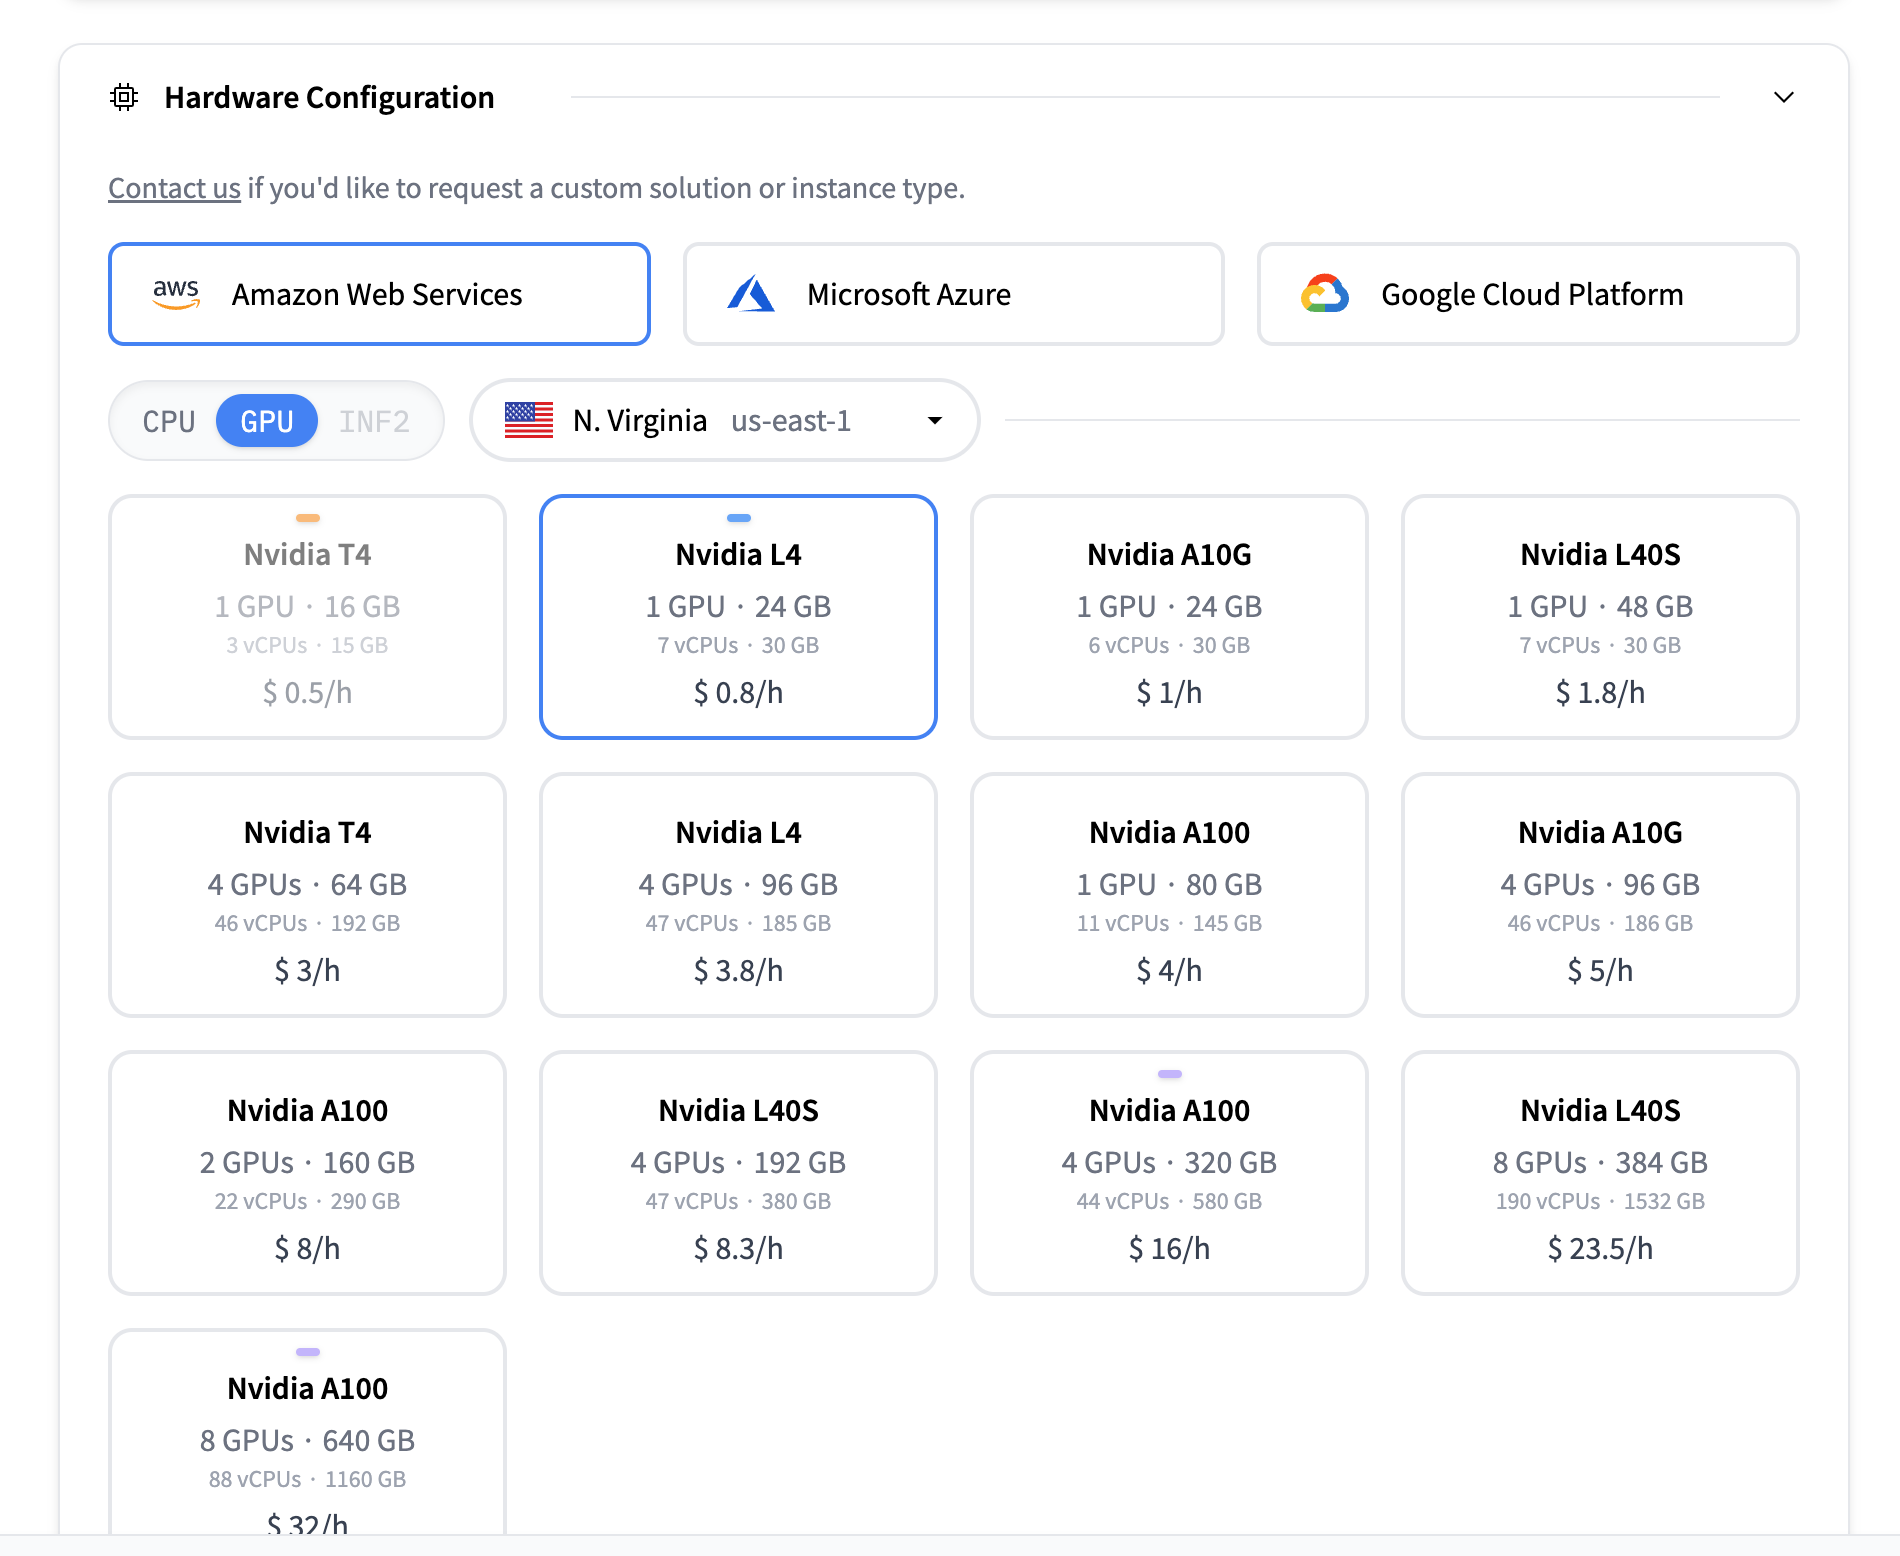 Hardware Configuration
Contact us if you'd like to request a custom solution or instance type.
aws Amazon Web Services
Microsoft Azure
Google Cloud Platform
CPU GPU INF2
N. Virginia us-east-1
Nvidia T4
1 GPU · 16 GB
3 vCPUs · 15 GB
$ 0.5/h
Nvidia L4
1 GPU · 24 GB
7 vCPUs · 30 GB
$ 0.8/h
Nvidia A10G
1 GPU · 24 GB
6 vCPUs · 30 GB
$ 1/h
Nvidia L40S
1 GPU · 48 GB
7 vCPUs · 30 GB
$ 1.8/h
Nvidia T4
4 GPUs · 64 GB
46 vCPUs · 192 GB
$ 3/h
Nvidia L4
4 GPUs · 96 GB
47 vCPUs · 185 GB
$ 3.8/h
Nvidia A100
1 GPU · 80 GB
11 vCPUs · 145 GB
$ 4/h
Nvidia A10G
4 GPUs · 96 GB
46 vCPUs · 186 GB
$ 5/h
Nvidia A100
2 GPUs · 160 GB
22 vCPUs · 290 GB
$ 8/h
Nvidia L40S
4 GPUs · 192 GB
47 vCPUs · 380 GB
$ 8.3/h
Nvidia A100
4 GPUs · 320 GB
44 vCPUs · 580 GB
$ 16/h
Nvidia L40S
8 GPUs · 384 GB
190 vCPUs · 1532 GB
$ 23.5/h
Nvidia A100
8 GPUs · 640 GB
88 vCPUs · 1160 GB
$ 32/h